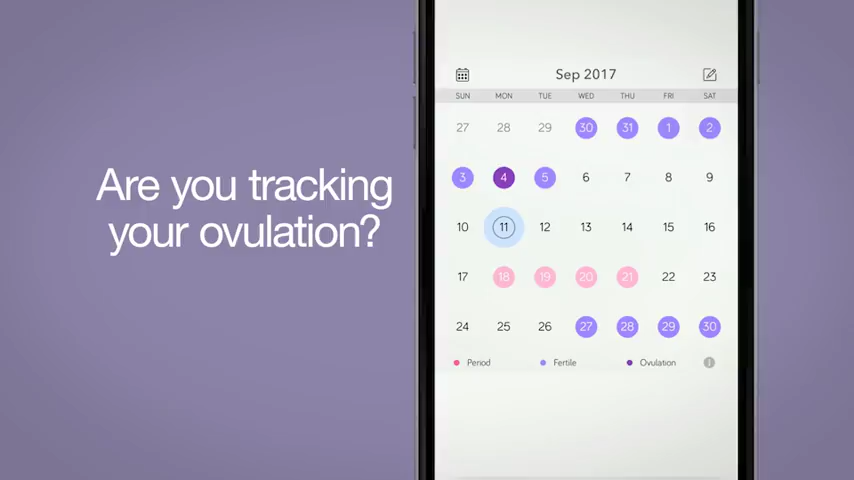 Are you tracking
your ovulation?
Sep 2017
SUN MON TUE WED THU FRI SAT
27 28 29 30 31 1 2
3 4 5 6 7 8 9
10 11 12 13 14 15 16
17 18 19 20 21 22 23
24 25 26 27 28 29 30
Period Fertile Ovulation i